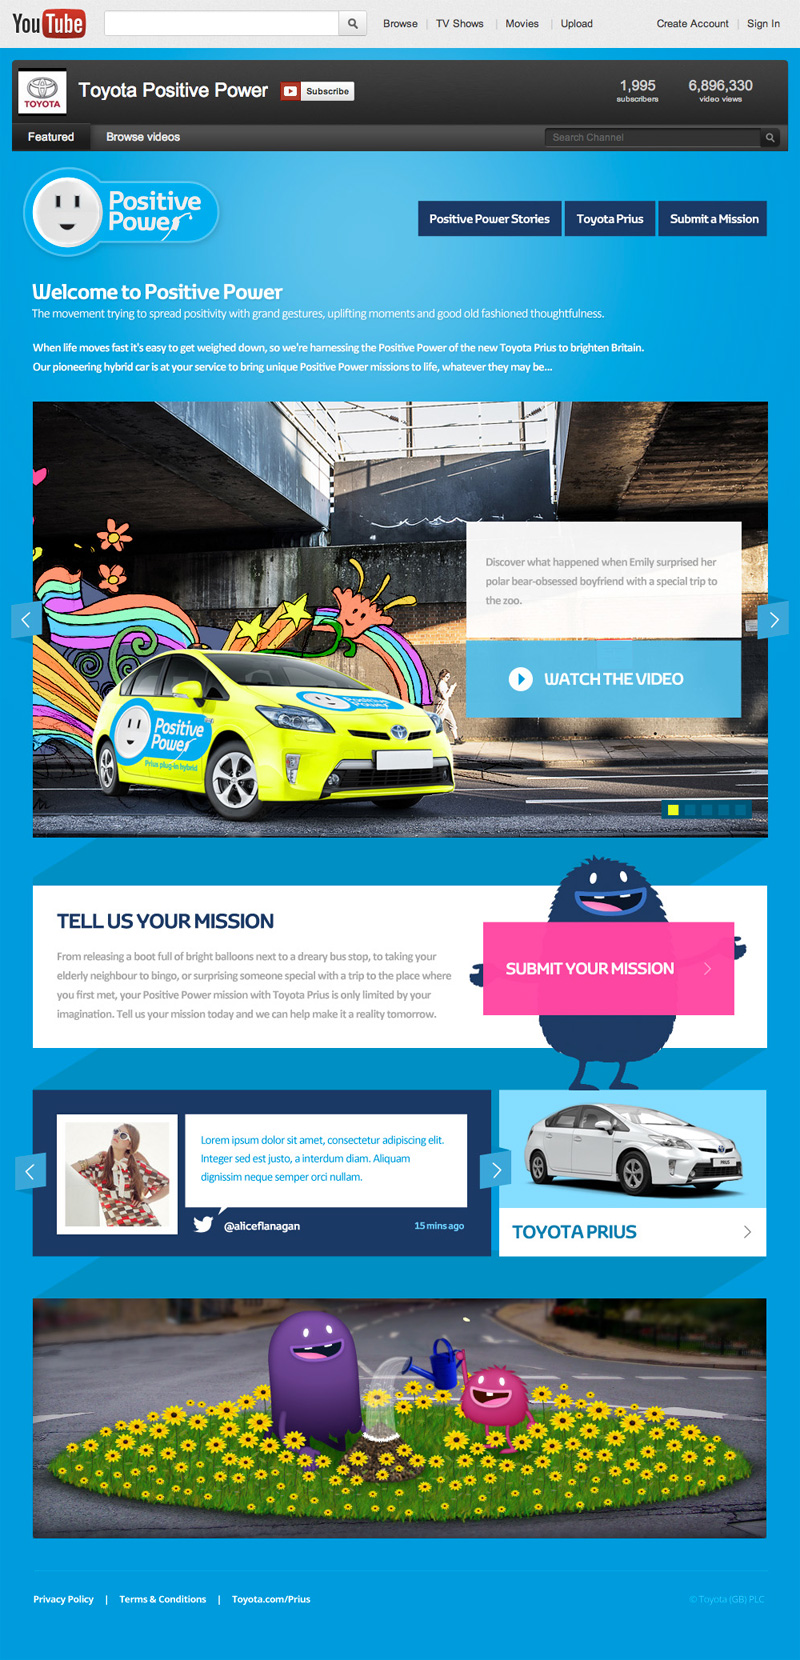 YouTube
Browse | TV Shows | Movies | Upload
Create Account | Sign In
TOYOTA
Toyota Positive Power
Subscribe
1,995
subscribers
6,896,330
video views
Featured
Browse videos
Search Channel
Positive
Power
Positive Power Stories
Toyota Prius
Submit a Mission
Welcome to Positive Power
The movement trying to spread positivity with grand gestures, uplifting moments and good old fashioned thoughtfulness.
When life moves fast it's easy to get weighed down, so we're harnessing the Positive Power of the new Toyota Prius to brighten Britain.
Our pioneering hybrid car is at your service to bring unique Positive Power missions to life, whatever they may be...
Discover what happened when Emily surprised her
polar bear-obsessed boyfriend with a special trip to
the zoo.
WATCH THE VIDEO
Positive
Power
Positive
Power
Prius plug-in hybrid
TELL US YOUR MISSION
From releasing a boot full of bright balloons next to a dreary bus stop, to taking your
elderly neighbour to bingo, or surprising someone special with a trip to the place where
you first met, your Positive Power mission with Toyota Prius is only limited by your
imagination. Tell us your mission today and we can help make it a reality tomorrow.
SUBMIT YOUR MISSION
Lorem ipsum dolor sit amet, consectetur adipiscing elit.
Integer sed est justo, a interdum diam. Aliquam
dignissim neque semper orci nullam.
@aliceflanagan
15 mins ago
PRIUS
TOYOTA PRIUS
Privacy Policy | Terms & Conditions | Toyota.com/Prius
© Toyota (GB) PLC